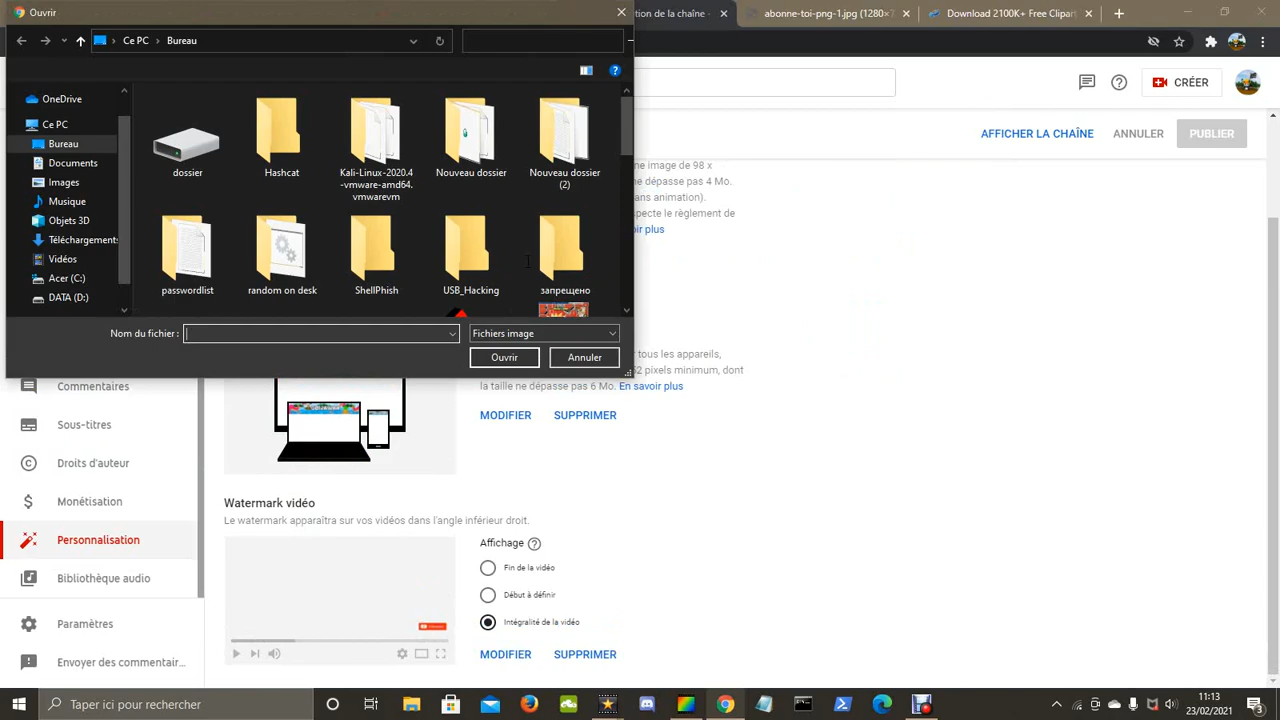 Ouvrir
tion de la chaîne
abonne-toi-png-1.jpg (1280×7
Download 2100K+ Free Clipart
Ce PC
Bureau
OneDrive
Ce PC
Bureau
Documents
Images
Musique
Objets 3D
Téléchargement:
Vidéos
Acer (C:)
DATA (D:)
dossier
Hashcat
Kali-Linux-2020.4
-vmware-amd64.
vmwarevm
Nouveau dossier
Nouveau dossier
(2)
passwordlist
random on desk
ShellPhish
USB_Hacking
запрещено
Nom du fichier :
Fichiers image
Ouvrir
Annuler
CRÉER
AFFICHER LA CHAÎNE
ANNULER
PUBLIER
ne image de 98 x
ne dépasse pas 4 Mo.
ans animation).
specte le règlement de
oir plus
tous les appareils,
2 pixels minimum, dont
la taille ne dépasse pas 6 Mo. En savoir plus
MODIFIER
SUPPRIMER
Commentaires
Sous-titres
Droits d'auteur
Monétisation
Personnalisation
Bibliothèque audio
Paramètres
Envoyer des commentair...
Watermark vidéo
Le watermark apparaîtra sur vos vidéos dans l'angle inférieur droit.
Affichage
Fin de la vidéo
Début à définir
Intégralité de la vidéo
MODIFIER
SUPPRIMER
Taper ici pour rechercher
11:13
23/02/2021
3